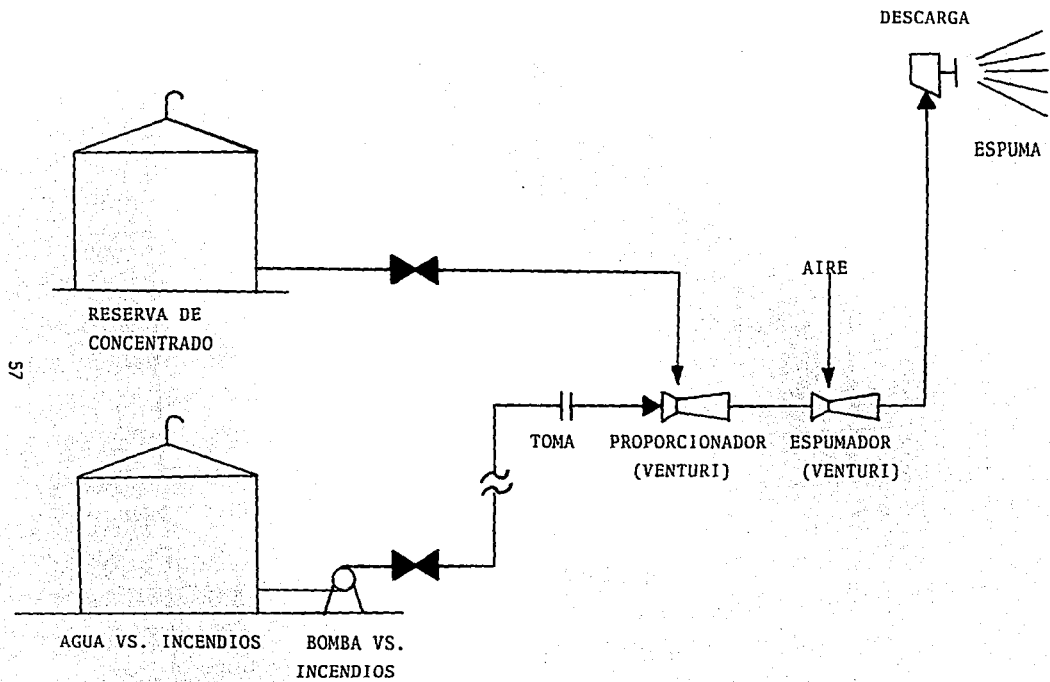 DESCARGA
ESPUMA
RESERVA DE
CONCENTRADO
AIRE
57
TOMA
PROPORCIONADOR
(VENTURI)
ESPUMADOR
(VENTURI)
AGUA VS. INCENDIOS
BOMBA VS.
INCENDIOS